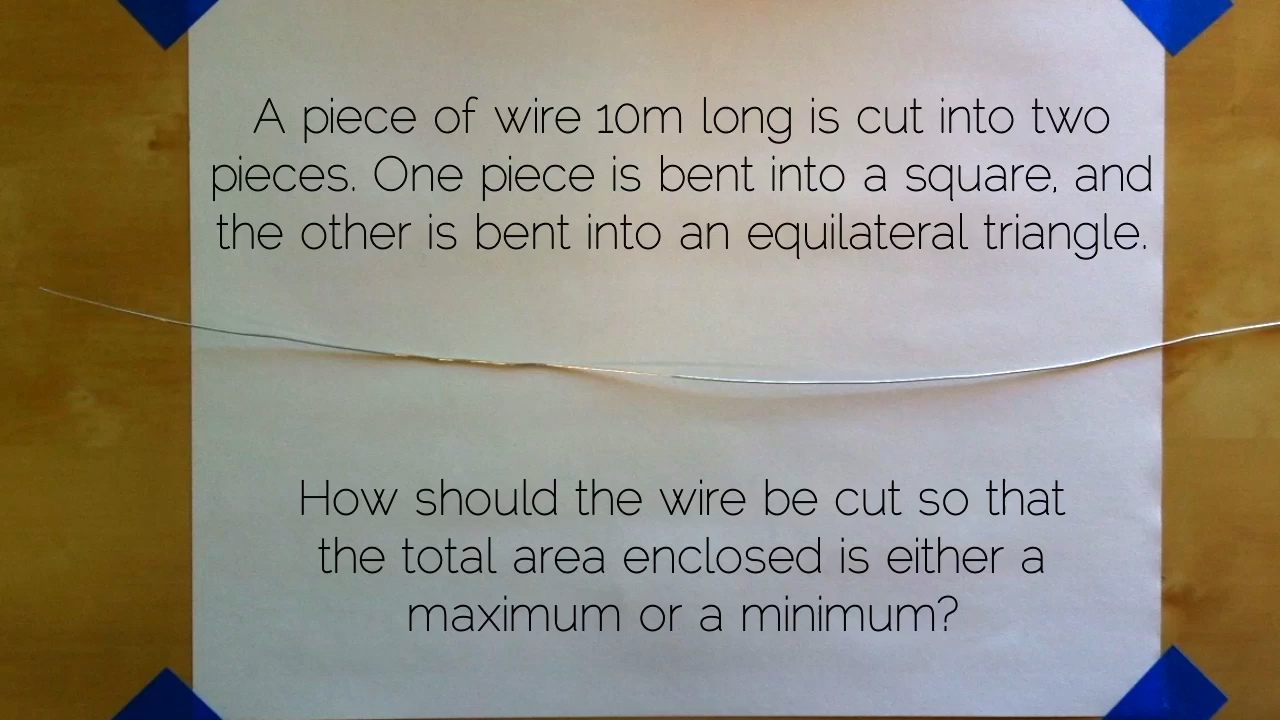 A piece of wire 10m long is cut into two
pieces. One piece is bent into a square, and
the other is bent into an equilateral triangle.
How should the wire be cut so that
the total area enclosed is either a
maximum or a minimum?